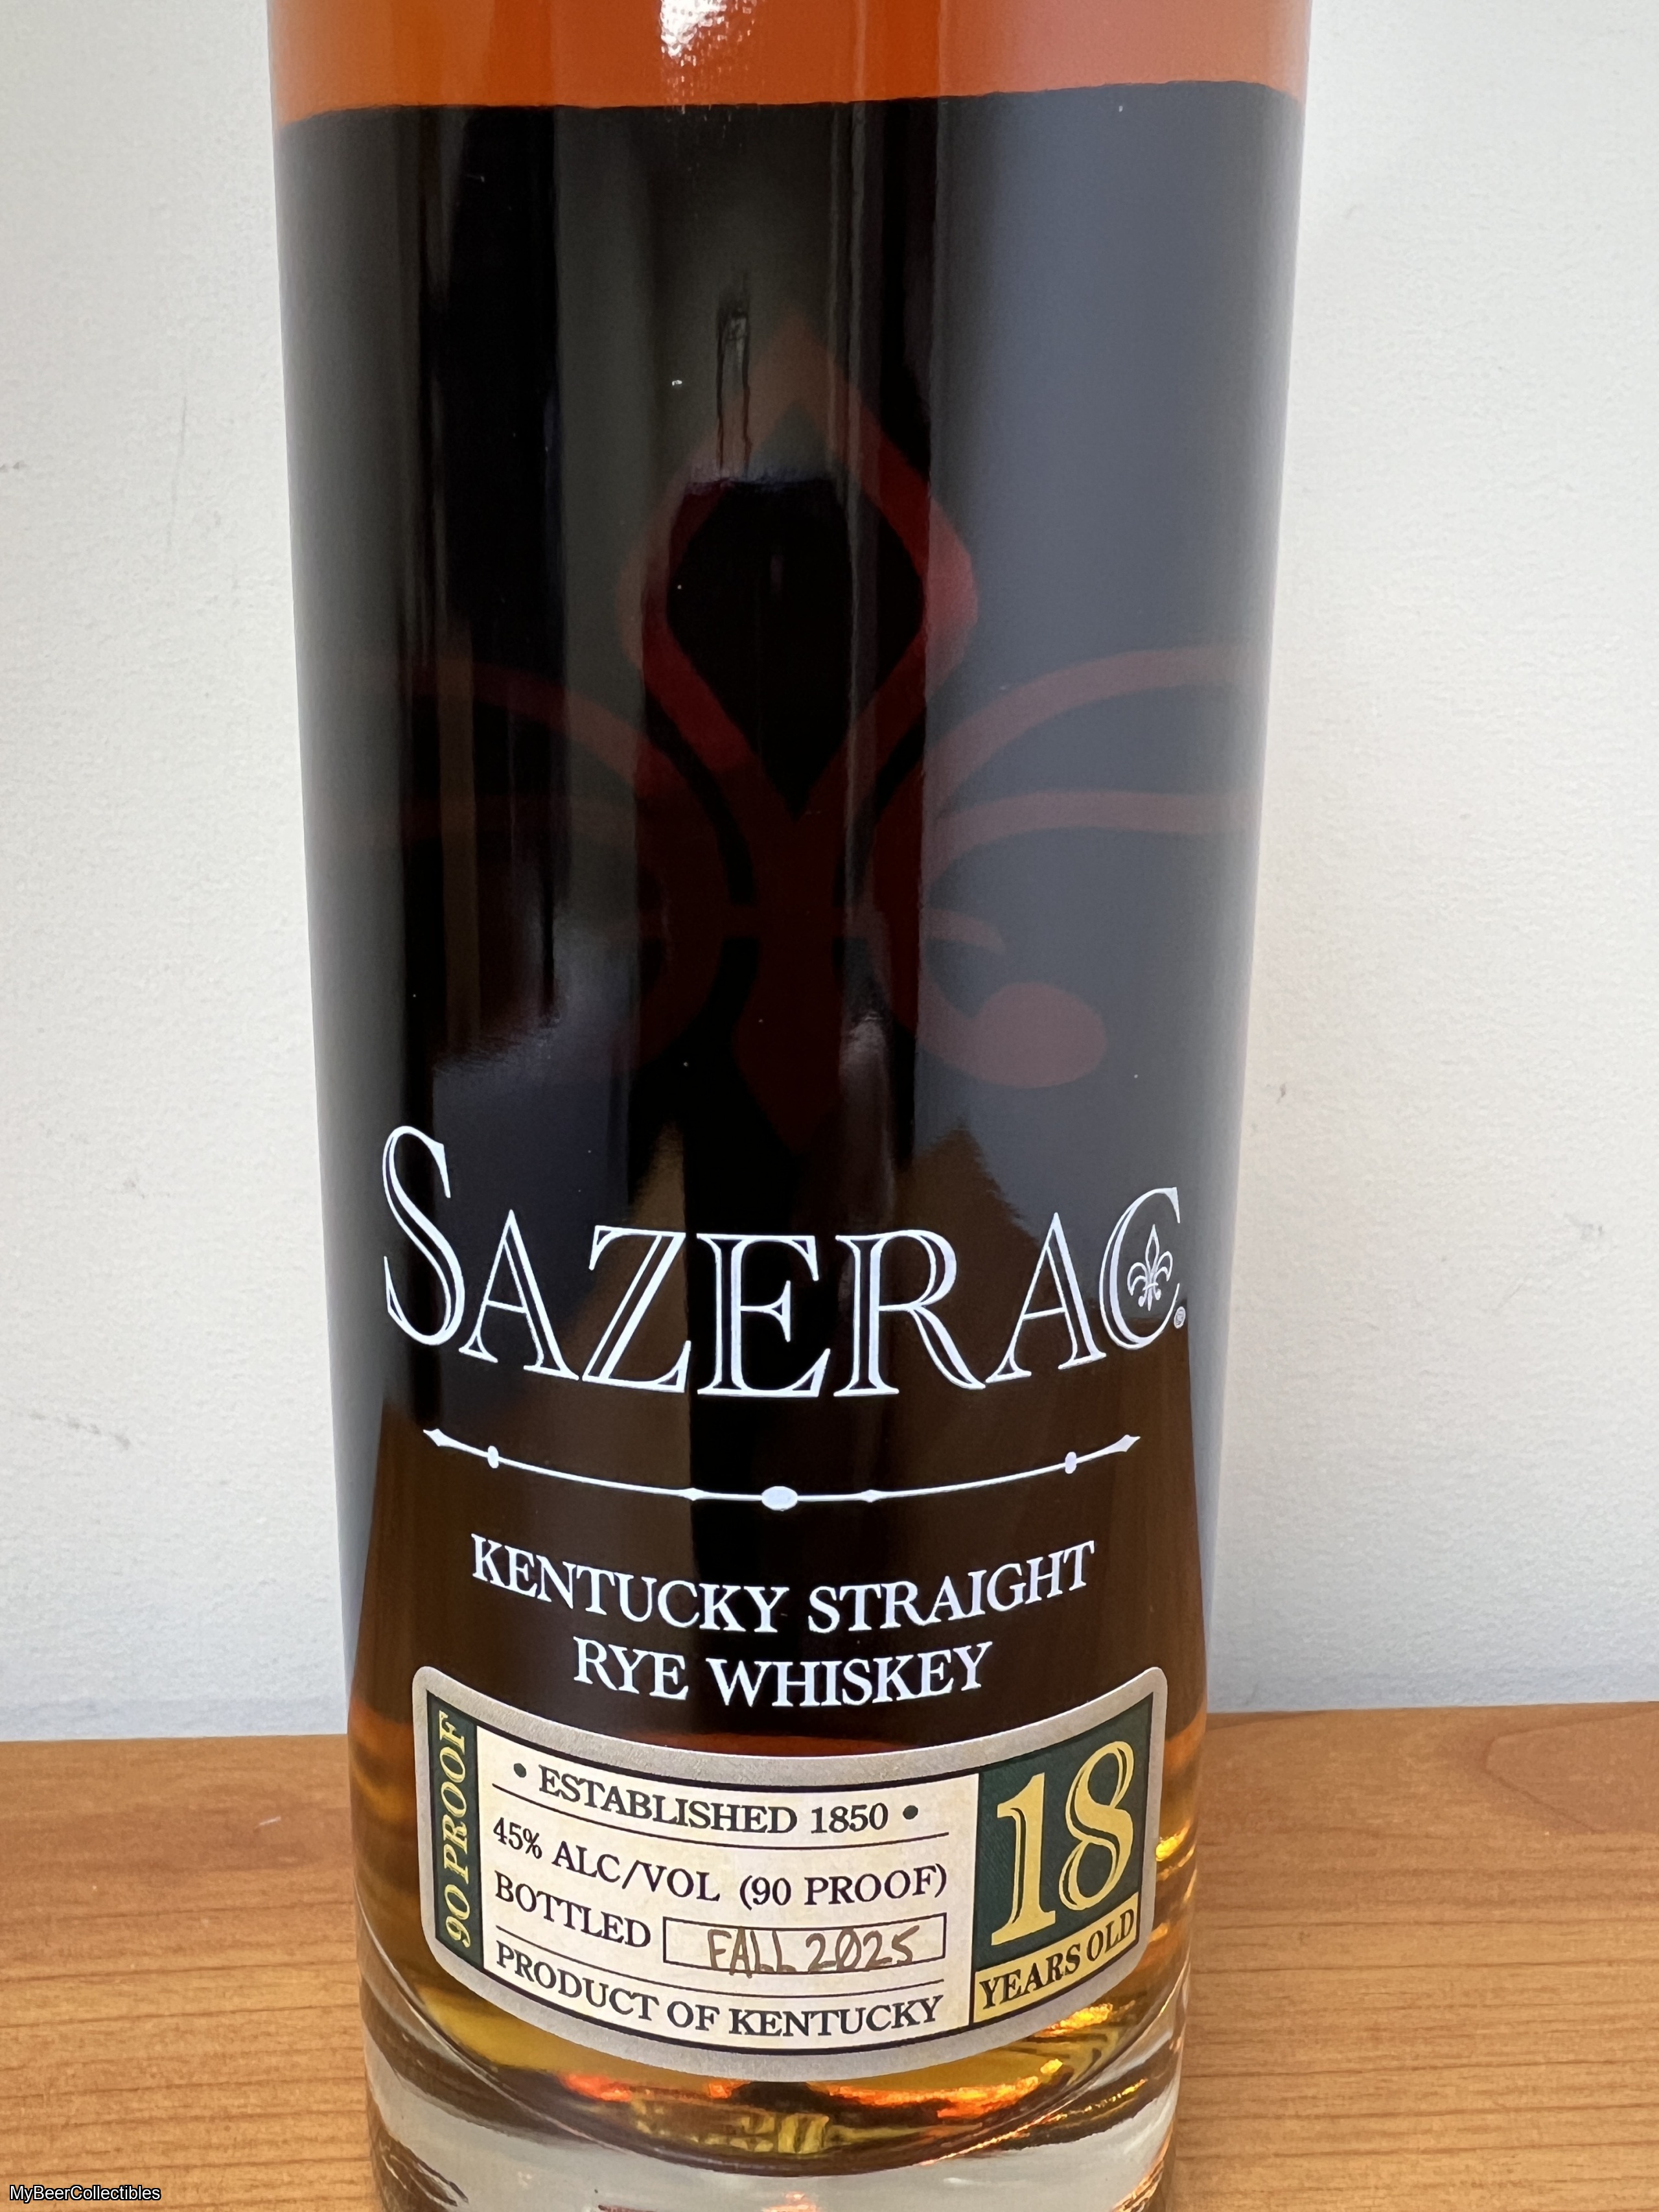 SAZERAC®
KENTUCKY STRAIGHT
RYE WHISKEY
90 PROOF
• ESTABLISHED 1850 •
45% ALC/VOL (90 PROOF)
BOTTLED FALL 2025
PRODUCT OF KENTUCKY
18
YEARS OLD
MyBeerCollectibles